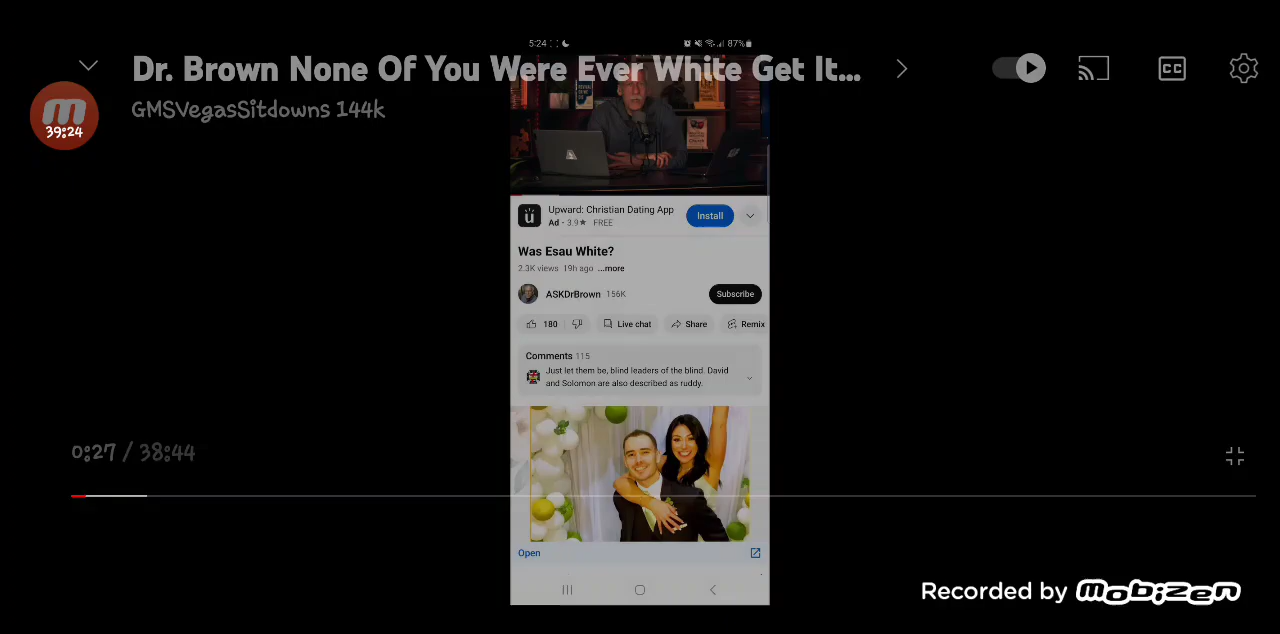 5:24
87%
Dr. Brown None Of You Were Ever White Get It...
GMSVegasSitdowns 144k
CC
m
39:24
Upward: Christian Dating App
Ad · 3.9★ FREE
Install
Was Esau White?
2.3K views 19h ago ...more
ASKDrBrown 156K
Subscribe
180
Live chat
Share
Remix
Comments 115
Just let them be, blind leaders of the blind. David
and Solomon are also described as ruddy.
0:27 / 38:44
Open
Recorded by mobizen